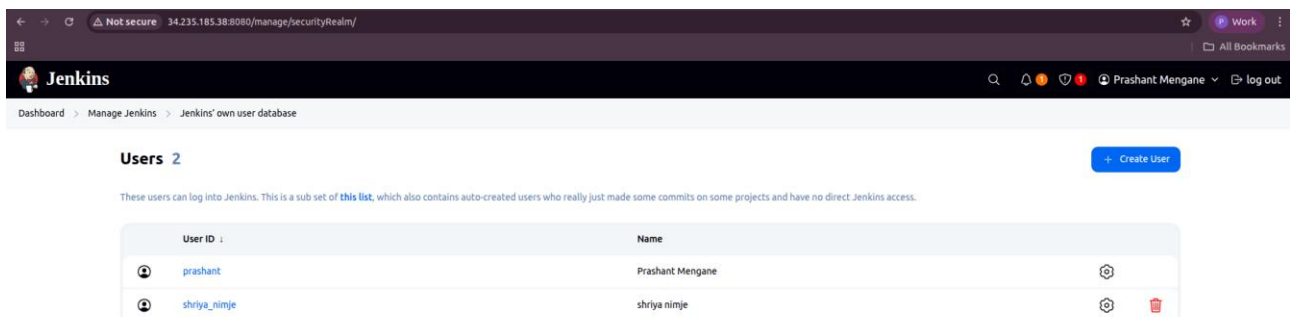 Not secure 34.235.185.38:8080/manage/securityRealm/ P Work
All Bookmarks
Jenkins 1 1 Prashant Mengane log out
Dashboard > Manage Jenkins > Jenkins' own user database
Users 2 + Create User
These users can log into Jenkins. This is a sub set of this list, which also contains auto-created users who really just made some commits on some projects and have no direct Jenkins access.
User ID ↓ Name
prashant Prashant Mengane
shriya_nimje shriya nimje